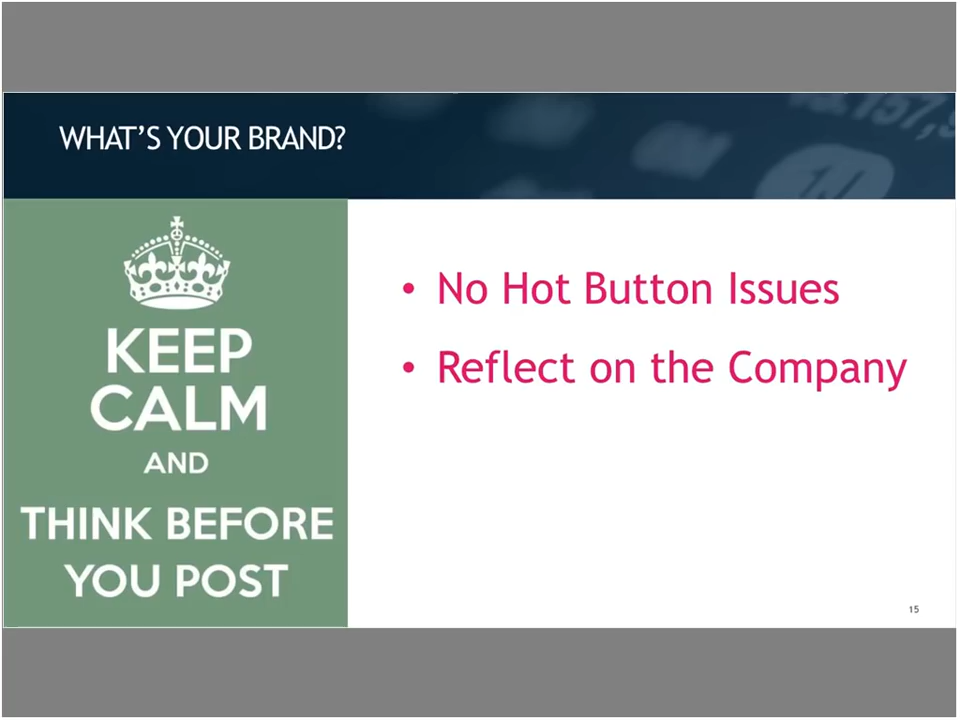 WHAT'S YOUR BRAND?
KEEP
CALM
AND
THINK BEFORE
YOU POST
• No Hot Button Issues
• Reflect on the Company
15